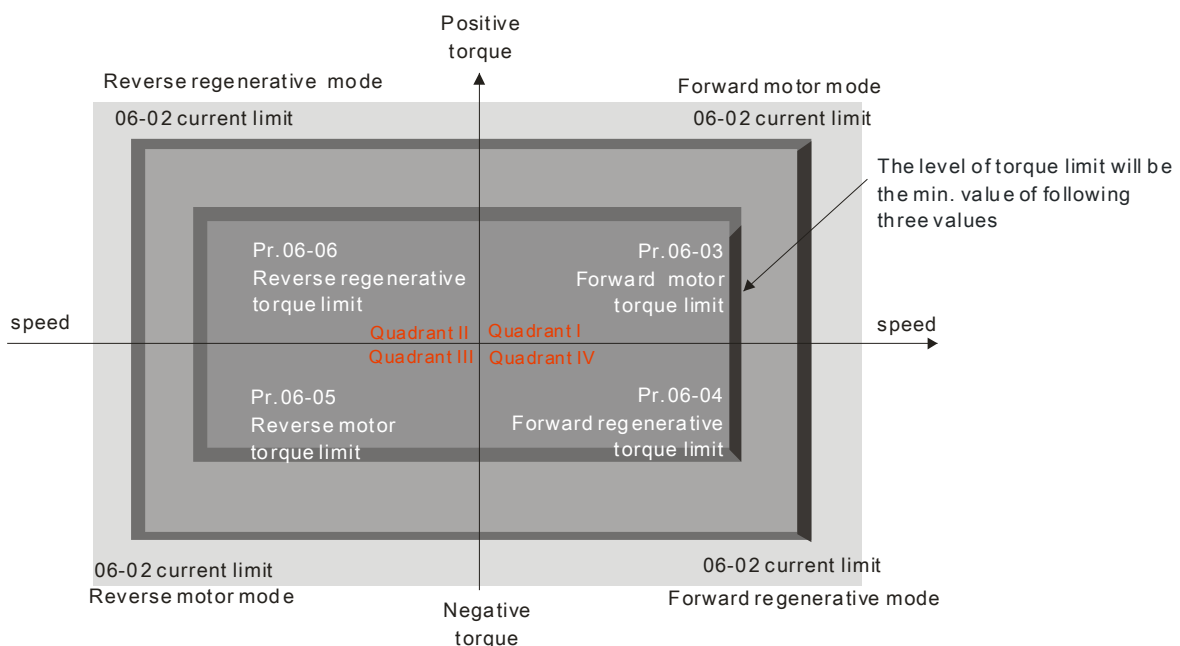 Positive
torque
Reverse regenerative mode
Forward motor mode
06-02 current limit
06-02 current limit
The level of torque limit will be
the min. value of following
three values
Pr.06-06
Reverse regenerative
torque limit
Pr.06-03
Forward motor
torque limit
speed
Quadrant II
Quadrant I
speed
Quadrant III
Quadrant IV
Pr.06-05
Reverse motor
torque limit
Pr.06-04
Forward regenerative
torque limit
06-02 current limit
Reverse motor mode
06-02 current limit
Forward regenerative mode
Negative
torque